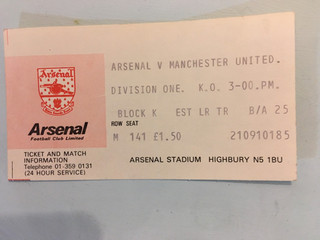 ARSENAL V MANCHESTER UNITED.
DIVISION ONE. K.O. 3-00PM.
BLOCK K EST LR TR B/A 25
ROW SEAT
M 141 £1.50 210910185
ARSENAL STADIUM HIGHBURY N5 1BU
Arsenal
Arsenal
Football Club Limited
TICKET AND MATCH
INFORMATION
Telephone 01-359 0131
(24 HOUR SERVICE)